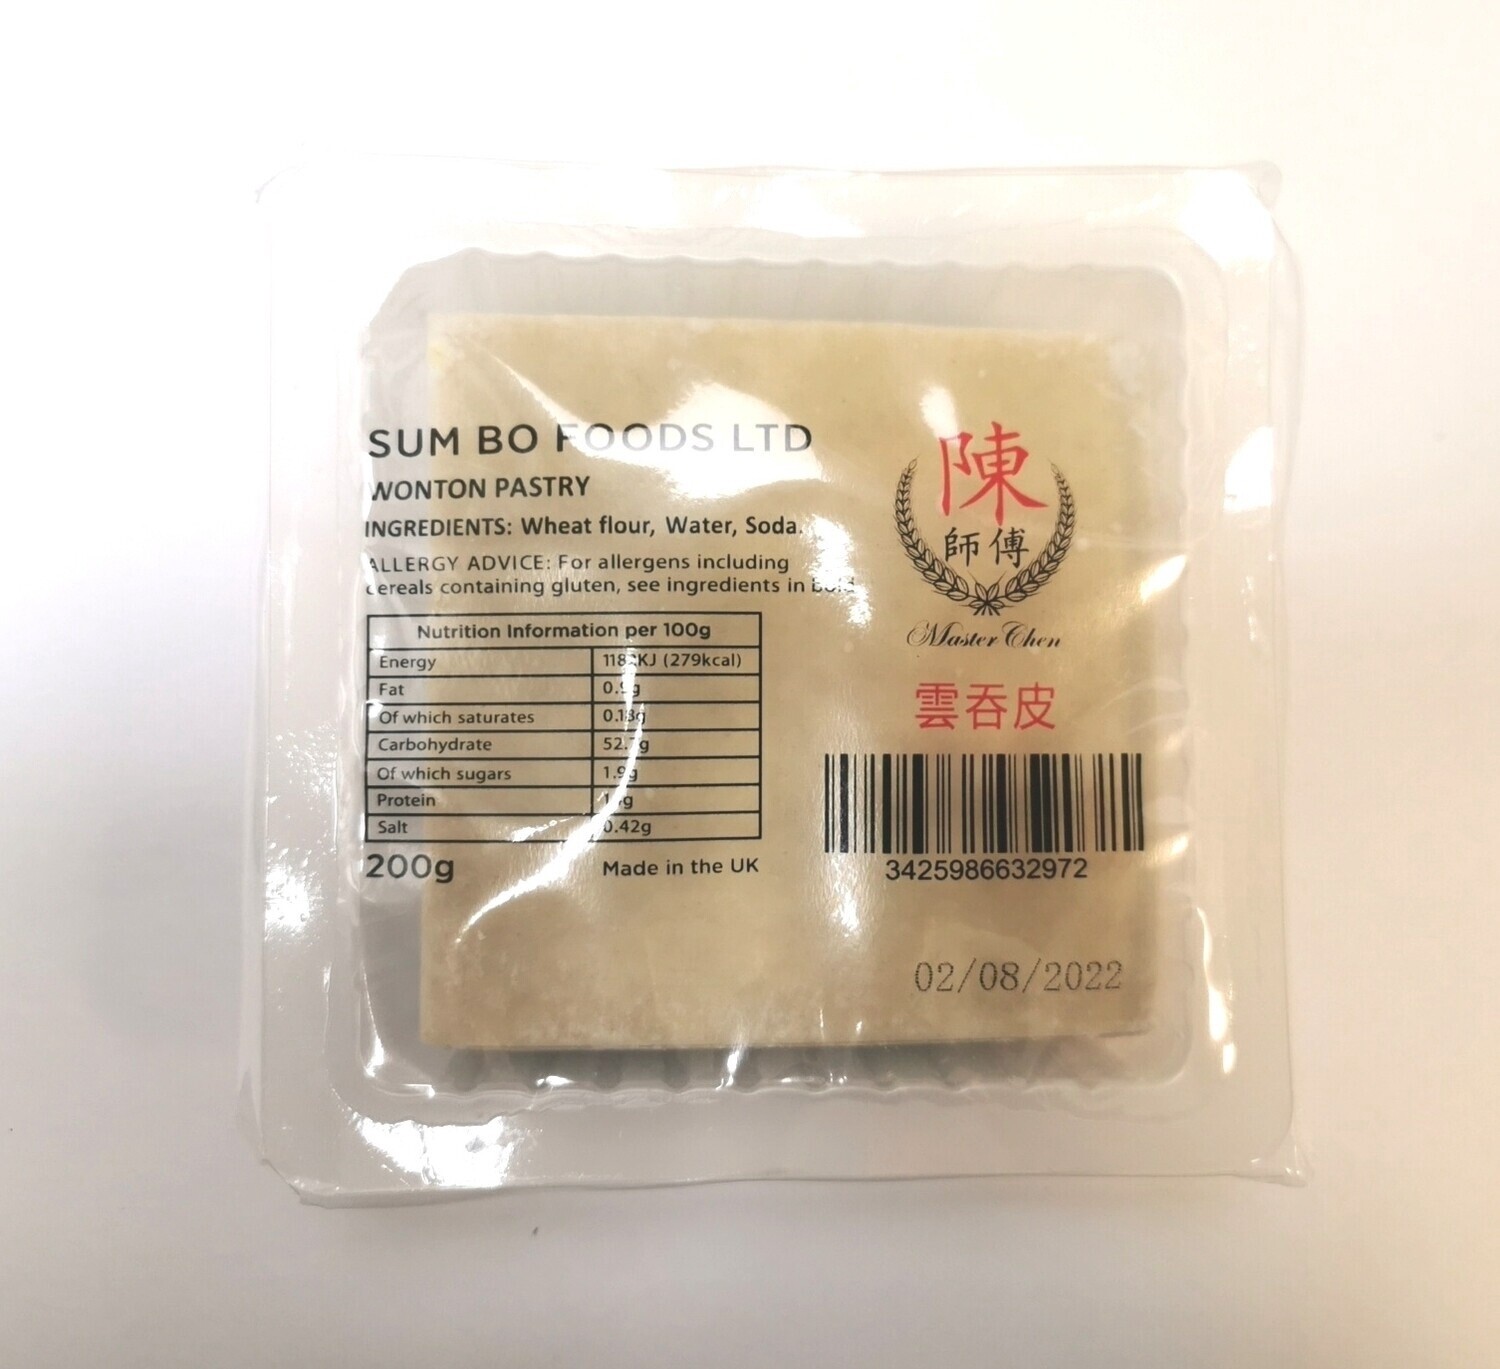 SUM BO FOODS LTD
WONTON PASTRY
INGREDIENTS: Wheat flour, Water, Soda.
ALLERGY ADVICE: For allergens including
cereals containing gluten, see ingredients in bold
Nutrition Information per 100g
Energy (279kcal)
Fat
Of which saturates 0.18g
Carbohydrate
Of which sugars 1.9g
Protein
Salt 0.42g
200g Made in the UK
陳
師傅
Master Chen
雲吞皮
3425986632972
02/08/2022